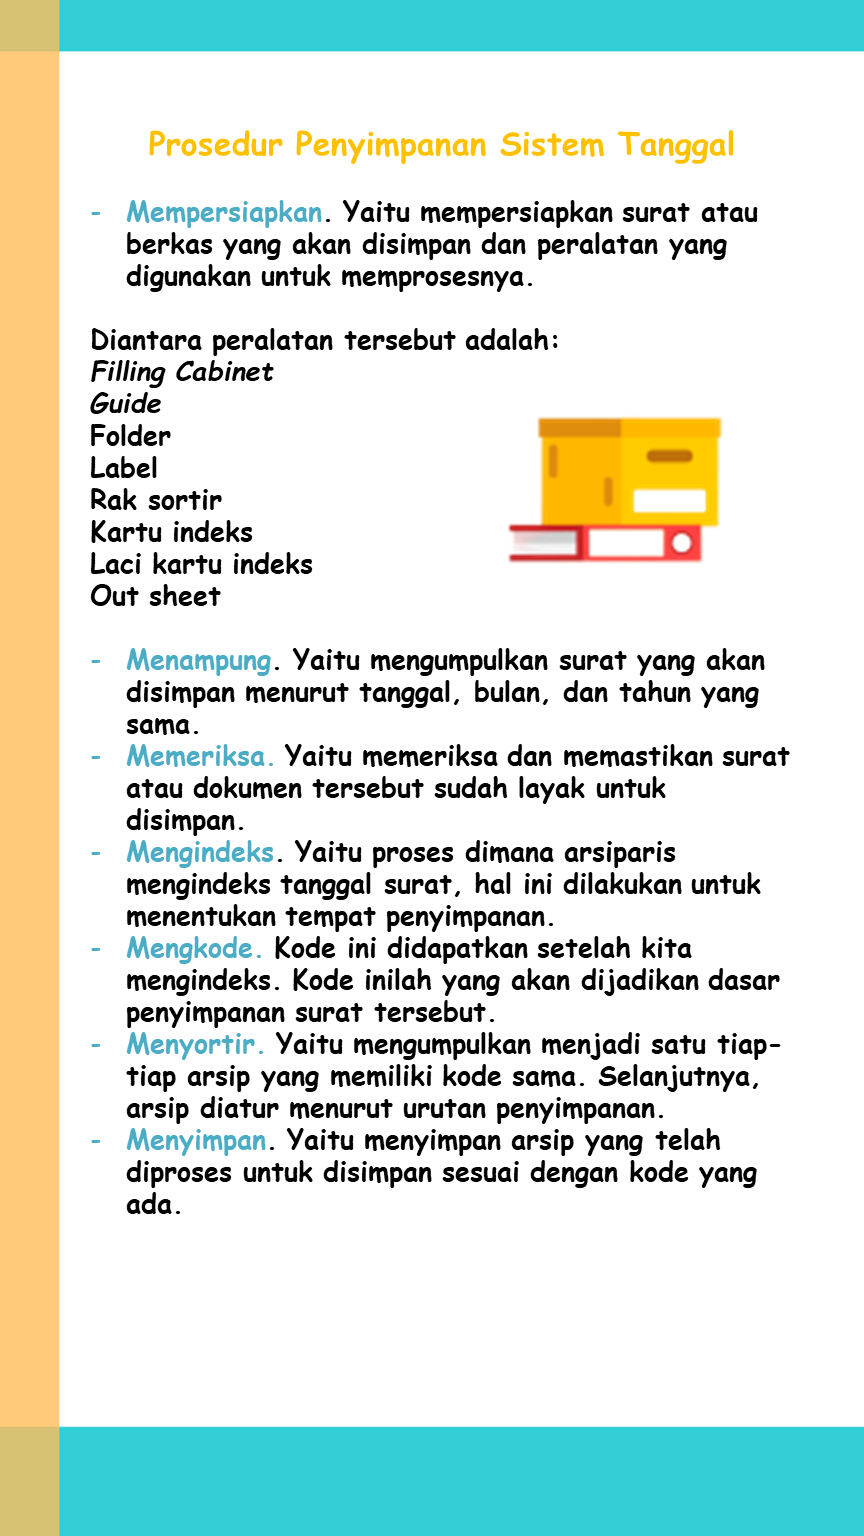 Prosedur Penyimpanan Sistem Tanggal
- Mempersiapkan. Yaitu mempersiapkan surat atau
berkas yang akan disimpan dan peralatan yang
digunakan untuk memprosesnya.
Diantara peralatan tersebut adalah:
Filling Cabinet
Guide
Folder
Label
Rak sortir
Kartu indeks
Laci kartu indeks
Out sheet
- Menampung. Yaitu mengumpulkan surat yang akan
disimpan menurut tanggal, bulan, dan tahun yang
sama.
- Memeriksa. Yaitu memeriksa dan memastikan surat
atau dokumen tersebut sudah layak untuk
disimpan.
- Mengindeks. Yaitu proses dimana arsiparis
mengindeks tanggal surat, hal ini dilakukan untuk
menentukan tempat penyimpanan.
- Mengkode. Kode ini didapatkan setelah kita
mengindeks. Kode inilah yang akan dijadikan dasar
penyimpanan surat tersebut.
- Menyortir. Yaitu mengumpulkan menjadi satu tiap-
tiap arsip yang memiliki kode sama. Selanjutnya,
arsip diatur menurut urutan penyimpanan.
- Menyimpan. Yaitu menyimpan arsip yang telah
diproses untuk disimpan sesuai dengan kode yang
ada.